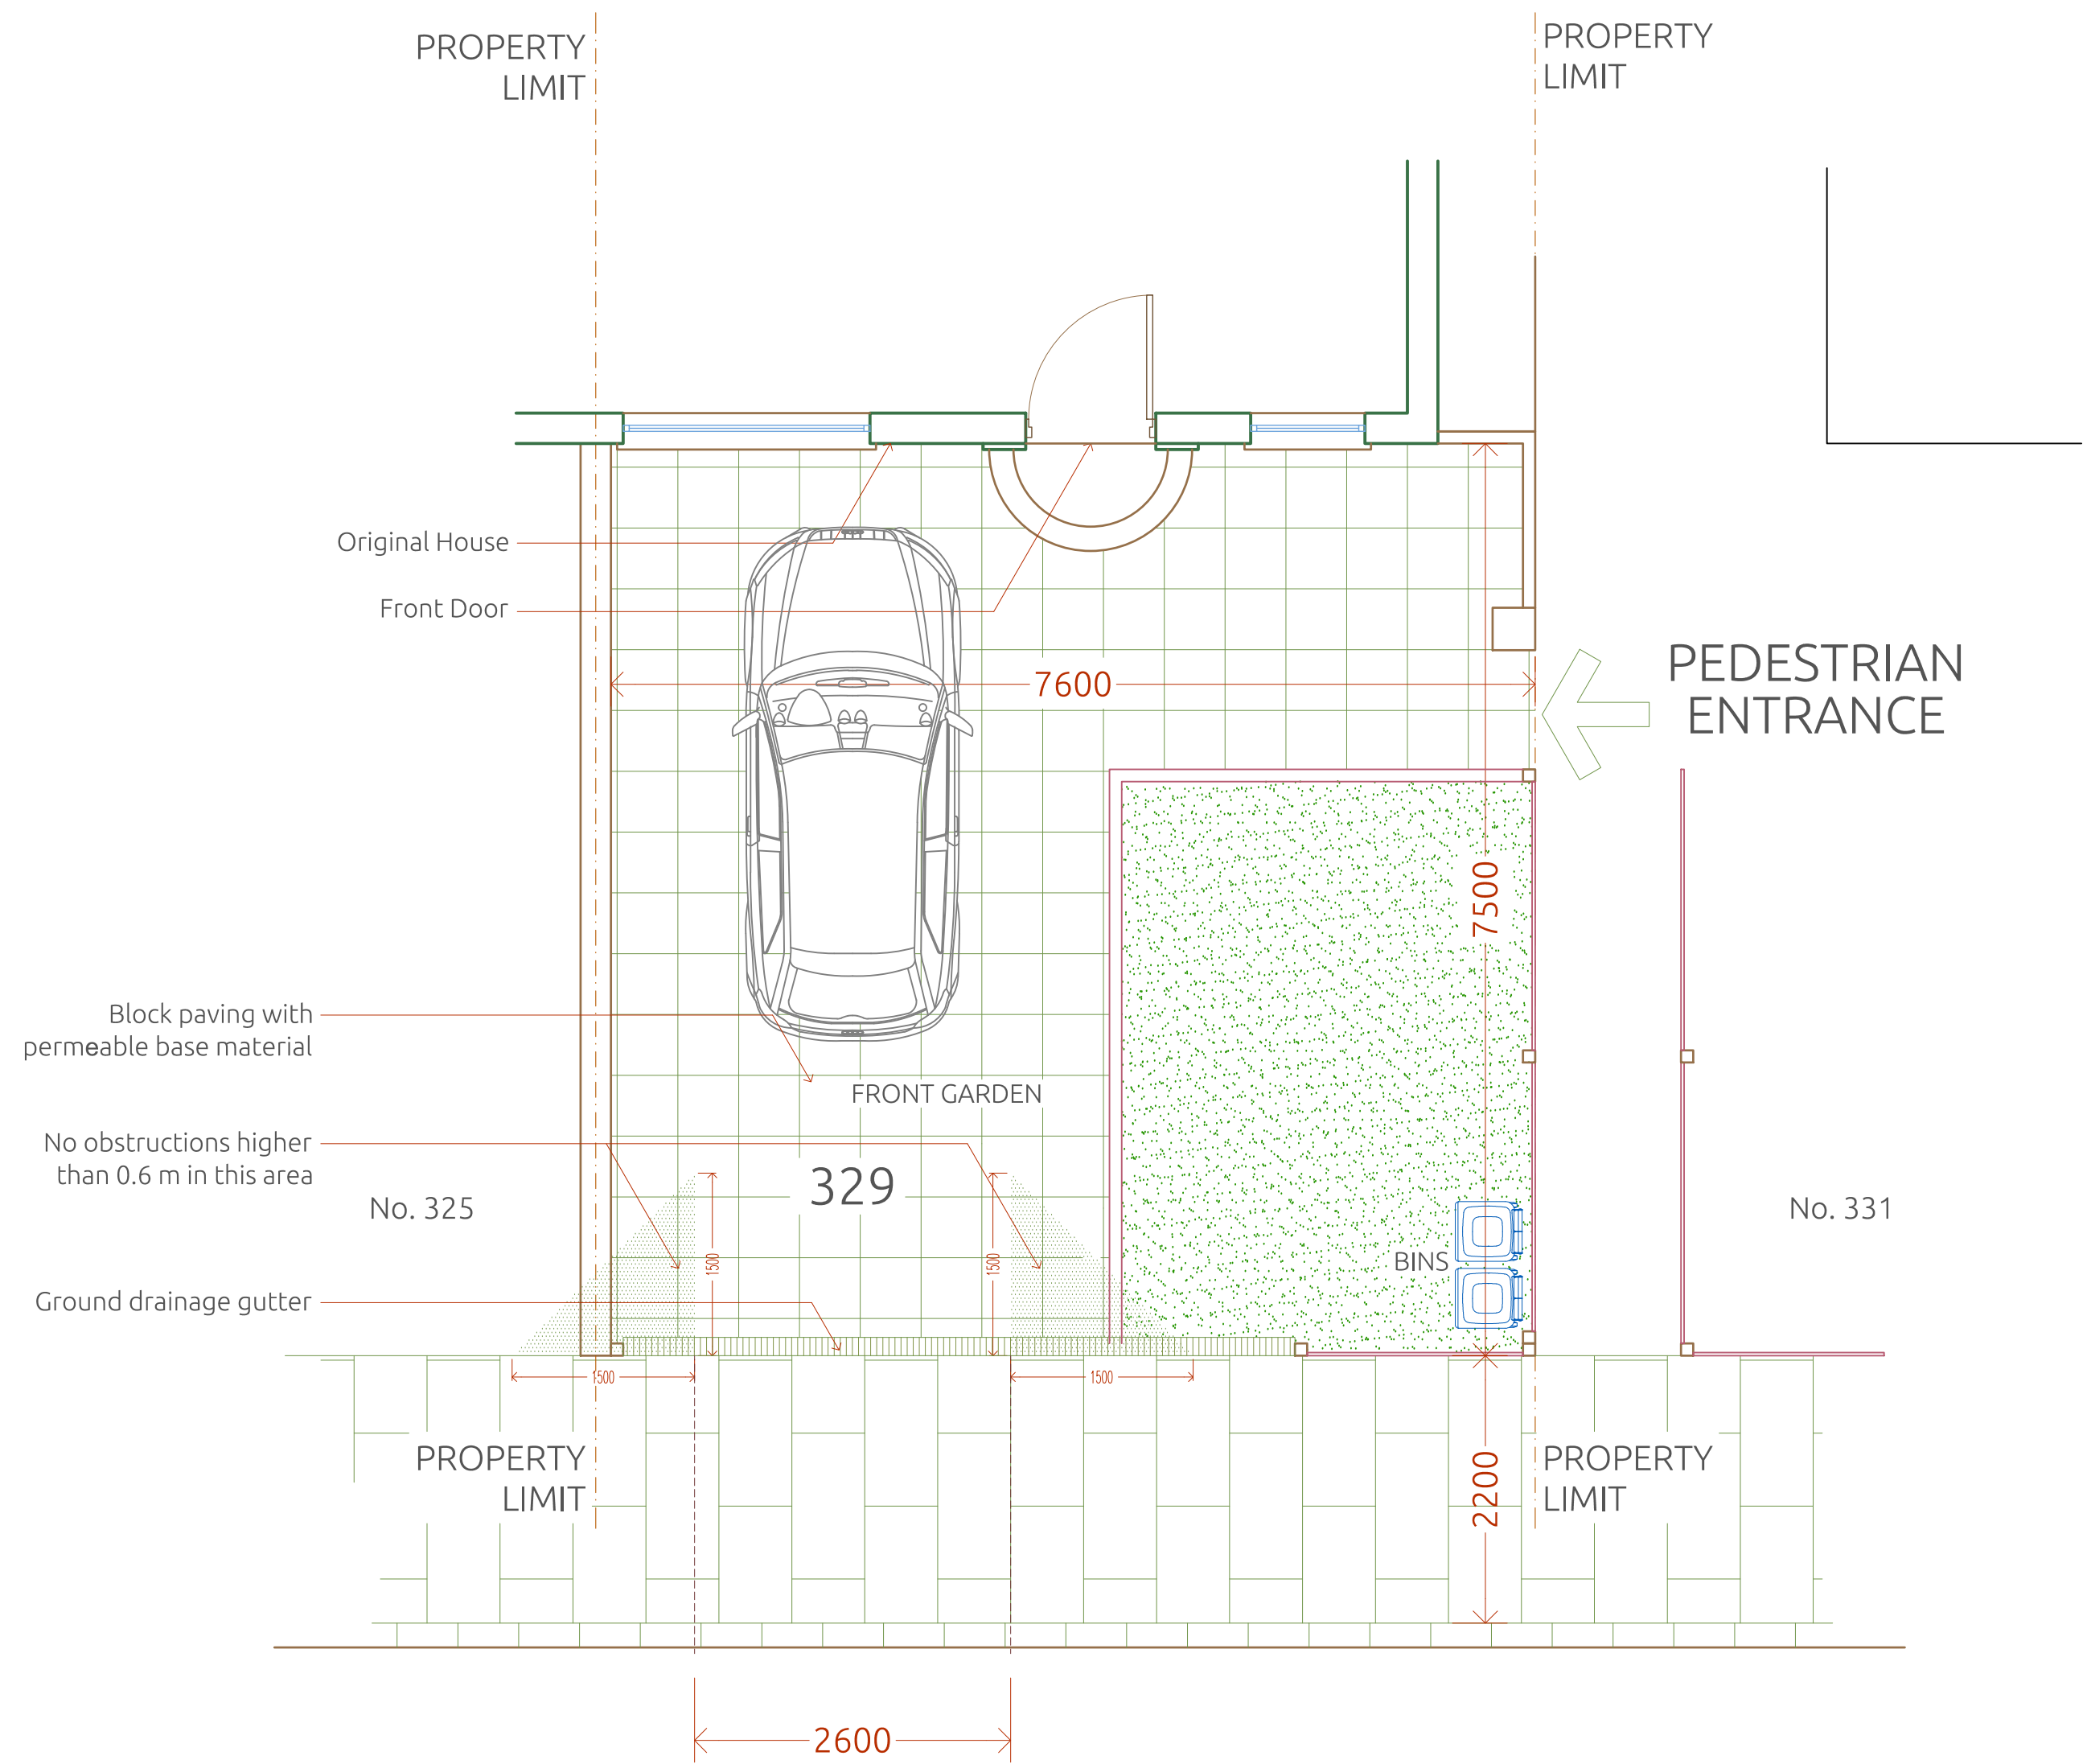 PROPERTY
LIMIT
PROPERTY
LIMIT
Original House
Front Door
7600
PEDESTRIAN
ENTRANCE
7500
Block paving with
permeable base material
FRONT GARDEN
No obstructions higher
than 0.6 m in this area
329
No. 325
No. 331
1500
1500
BINS
Ground drainage gutter
1500
1500
PROPERTY
LIMIT
2200
PROPERTY
LIMIT
2600